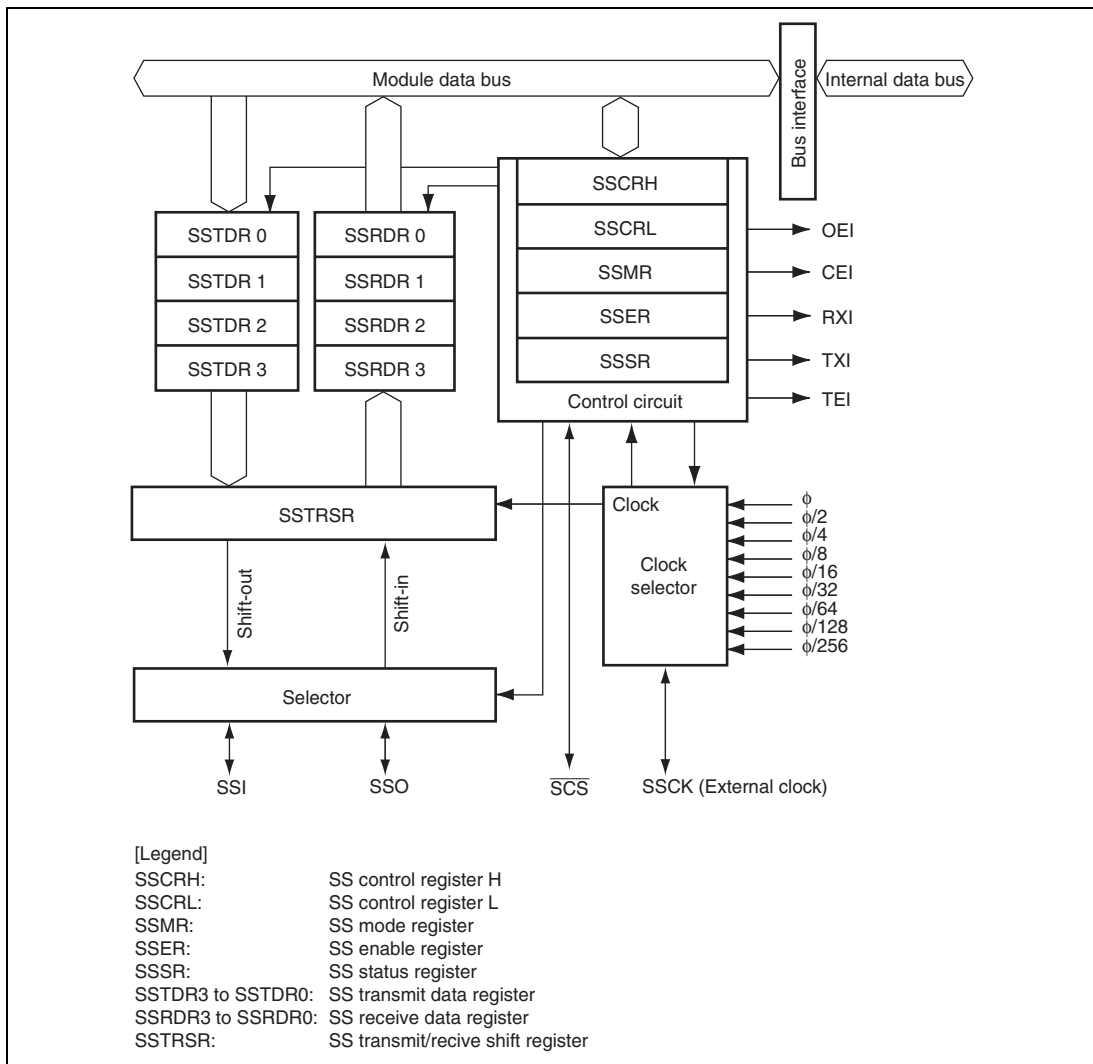 Module data bus
Bus interface
Internal data bus
SSCRH
SSCRL
SSMR
SSER
SSSR
Control circuit
SSTDR 0
SSTDR 1
SSTDR 2
SSTDR 3
SSRDR 0
SSRDR 1
SSRDR 2
SSRDR 3
OEI
CEI
RXI
TXI
TEI
SSTRSR
Clock
Clock
selector
ϕ
ϕ/2
ϕ/4
ϕ/8
ϕ/16
ϕ/32
ϕ/64
ϕ/128
ϕ/256
Shift-out
Shift-in
Selector
SSI
SSO
S̅C̅S̅
SSCK (External clock)
[Legend]
SSCRH: SS control register H
SSCRL: SS control register L
SSMR: SS mode register
SSER: SS enable register
SSSR: SS status register
SSTDR3 to SSTDR0: SS transmit data register
SSRDR3 to SSRDR0: SS receive data register
SSTRSR: SS transmit/recive shift register